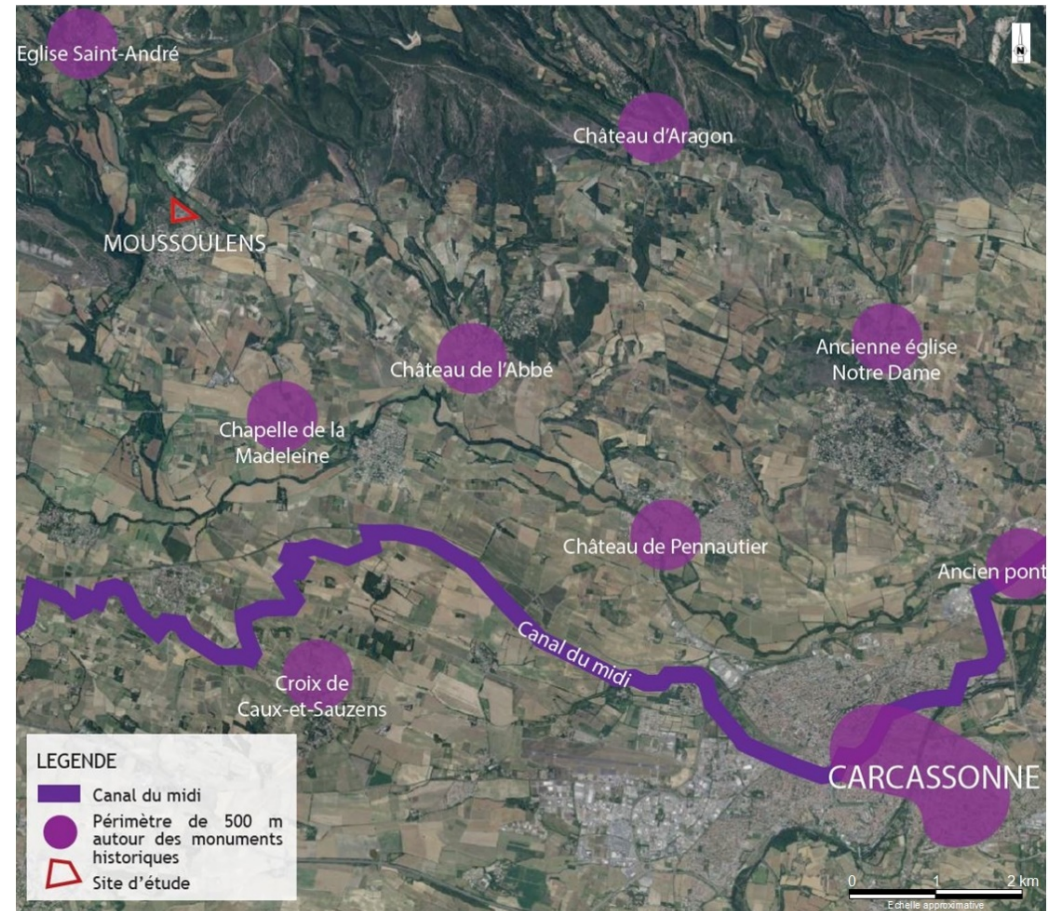 Eglise Saint-André
N
Château d'Aragon
MOUSSOULENS
Château de l'Abbé
Ancienne église
Notre Dame
Chapelle de la
Madeleine
Château de Pennautier
Ancien pont
Canal du midi
Croix de
Caux-et-Sauzens
CARCASSONNE
LEGENDE
Canal du midi
Périmètre de 500 m
autour des monuments
historiques
Site d'étude
0 1 2 km
Echelle approximative